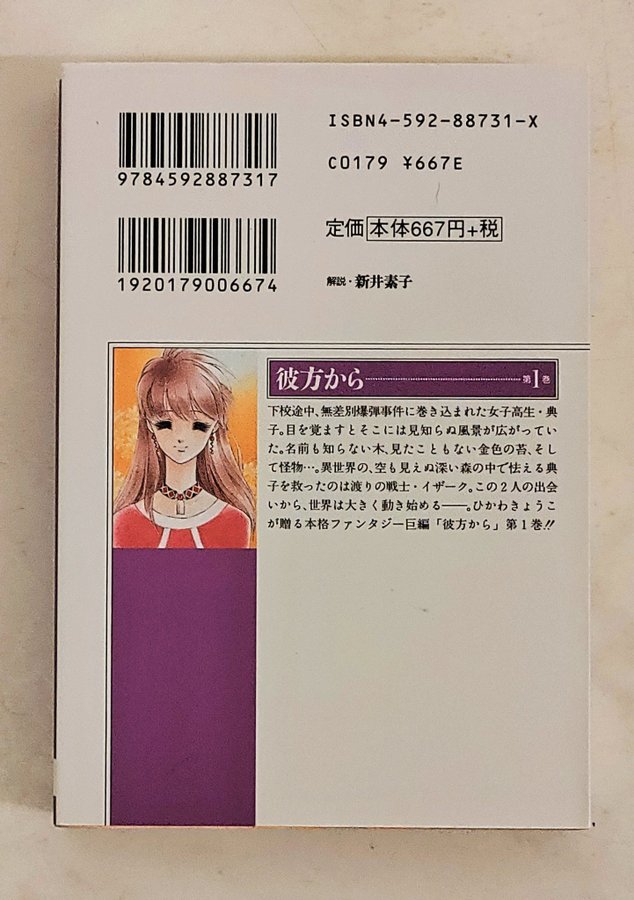 ISBN4-592-88731-X
C0179 ¥667E
9784592887317
定価 本体667円+税
1920179006674
解説・新井素子
彼方から 第1巻
下校途中、無差別爆弾事件に巻き込まれた女子高生・典
子。目を覚ますとそこには見知らぬ風景が広がってい
た。名前も知らない木、見たこともない金色の苔、そし
て怪物…。異世界の、空も見えぬ深い森の中で怯える典
子を救ったのは渡りの戦士・イザーク。この2人の出会
いから、世界は大きく動き始める――。ひかわきょうこ
が贈る本格ファンタジー巨編「彼方から」第1巻!!